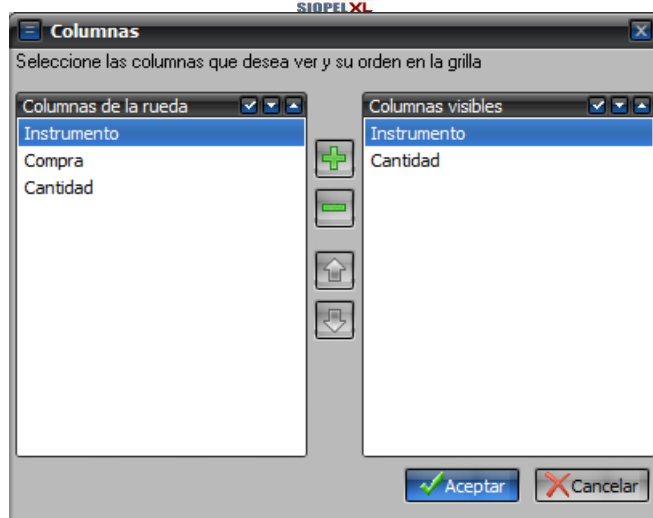 SIOPEL XL
Columnas
Seleccione las columnas que desea ver y su orden en la grilla
Columnas de la rueda
Instrumento
Compra
Cantidad
Columnas visibles
Instrumento
Cantidad
Aceptar
Cancelar